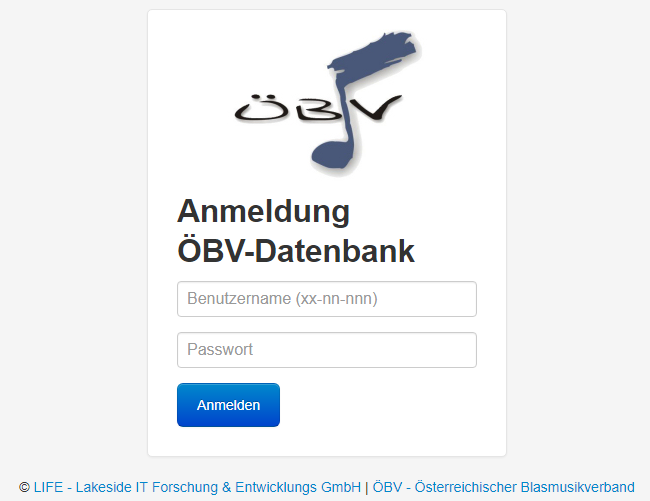 ÖBV
Anmeldung
ÖBV-Datenbank
Benutzername (xx-nn-nnn)
Passwort
Anmelden
© LIFE - Lakeside IT Forschung & Entwicklungs GmbH | ÖBV - Österreichischer Blasmusikverband